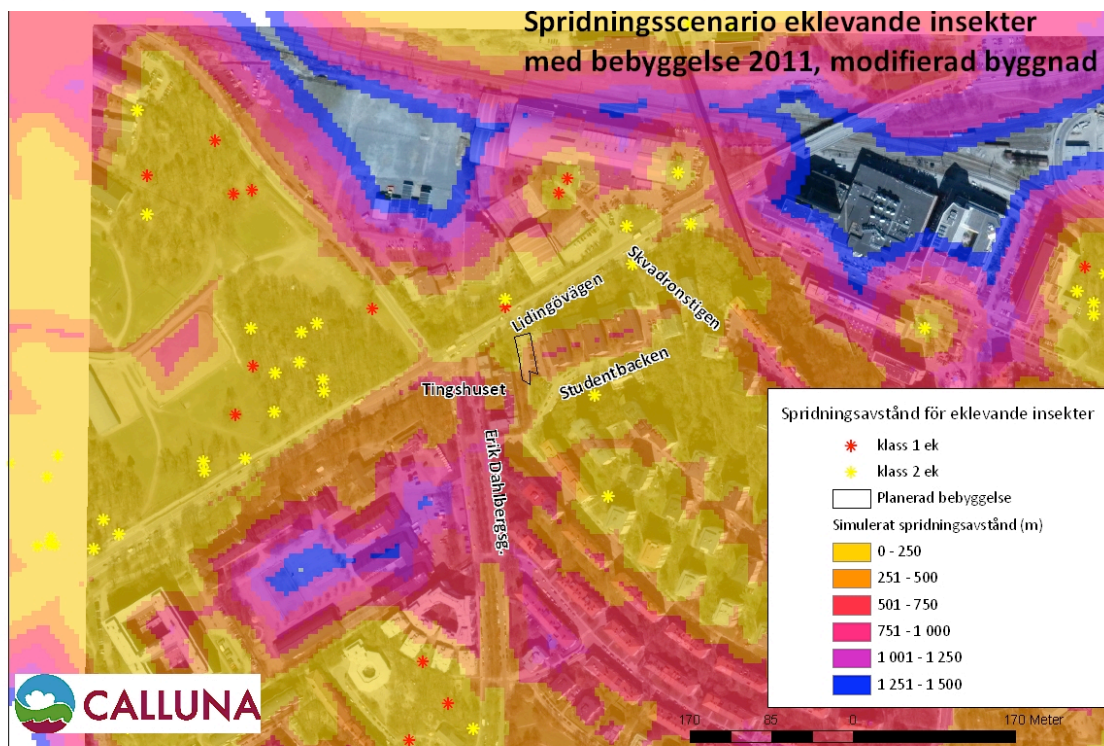 Spridningsscenario eklevande insekter
med bebyggelse 2011, modifierad byggnad
Skvadronstigen
Lidingövägen
Studentbacken
Tingshuset
Erik Dahlbergsg.
Spridningsavstånd för eklevande insekter
klass 1 ek
klass 2 ek
Planerad bebyggelse
Simulerat spridningsavstånd (m)
0 - 250
251 - 500
501 - 750
751 - 1 000
1 001 - 1 250
1 251 - 1 500
CALLUNA
170 85 0 170 Meter